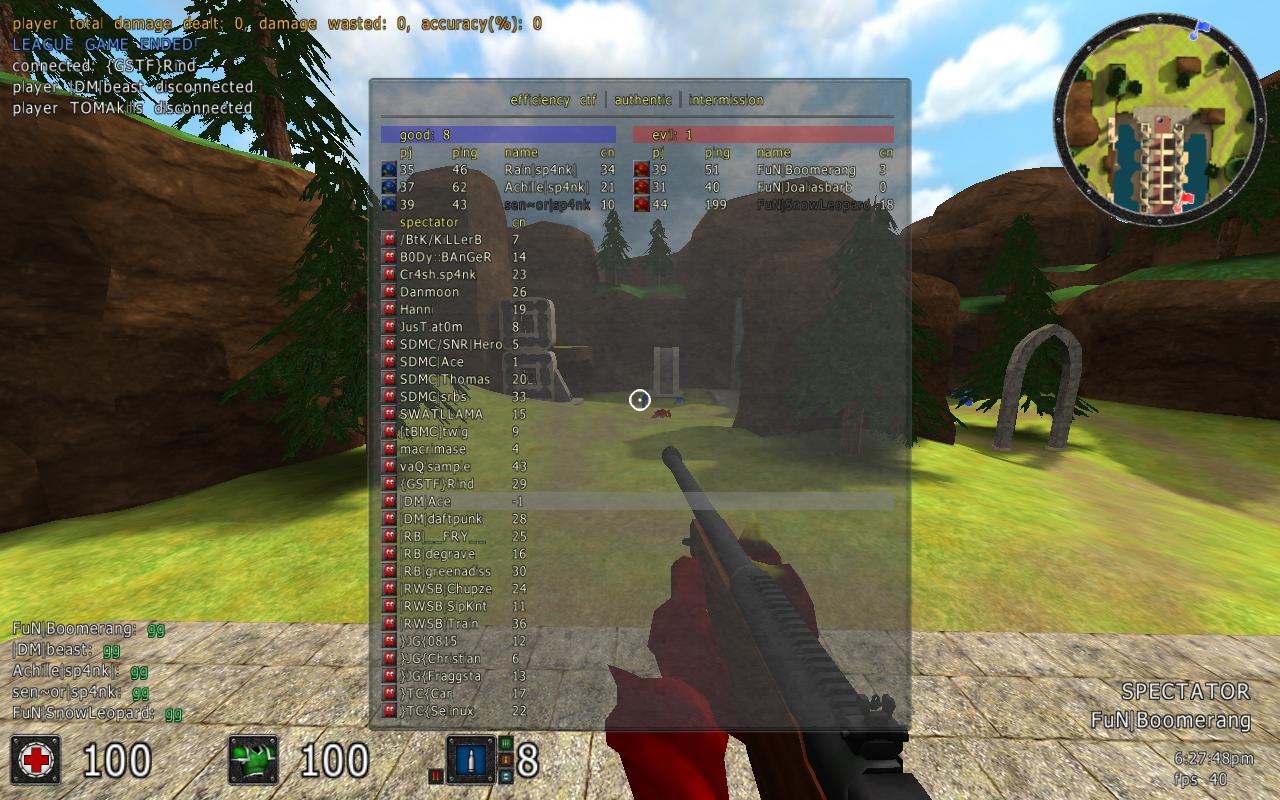 player total damage dealt: 0, damage wasted: 0, accuracy(%): 0
LEAGUE GAME ENDED!
connected: {GSTF}Rind
player |DM|beast disconnected
player TOMAkills disconnected
efficiency ctf | authentic | intermission
good: 8 evil: 1
pj ping name cn pj ping name cn
35 46 Rain|sp4nk| 34 39 51 FuN|Boomerang 3
37 62 Achille|sp4nk| 21 31 40 FuN|Joaliasbarb 0
39 43 sen~or|sp4nk 10 44 199 FuN|SnowLeopard 18
spectator cn
/BtK/KiLLerB 7
B0Dy::BAnGeR 14
Cr4sh.sp4nk 23
Danmoon 26
Hanni 19
JusT.at0m 8
SDMC/SNR|Hero 5
SDMC|Ace 1
SDMC|Thomas 20
SDMC|srbs 33
SWATLLAMA 15
[tBMC]twig 9
macrimase 4
vaQ'sample 43
{GSTF}Rind 29
|DM|Ace -1
|DM|daftpunk 28
|RB|__FRY__ 25
|RB|degrave 16
|RB|greenadiss 30
|RWSB|Chupze 24
|RWSB|SlpKnt 11
|RWSB|Train 36
}JG{0815 12
}JG{Christian 6
}JG{Fraggsta 13
}TC{Carl 17
}TC{Selinux 22
FuN|Boomerang: gg
|DM|beast: gg
Achille|sp4nk|: gg
sen~or|sp4nk: gg
FuN|SnowLeopard: gg
SPECTATOR
FuN|Boomerang
100 100 8
6:27:48pm
fps 40